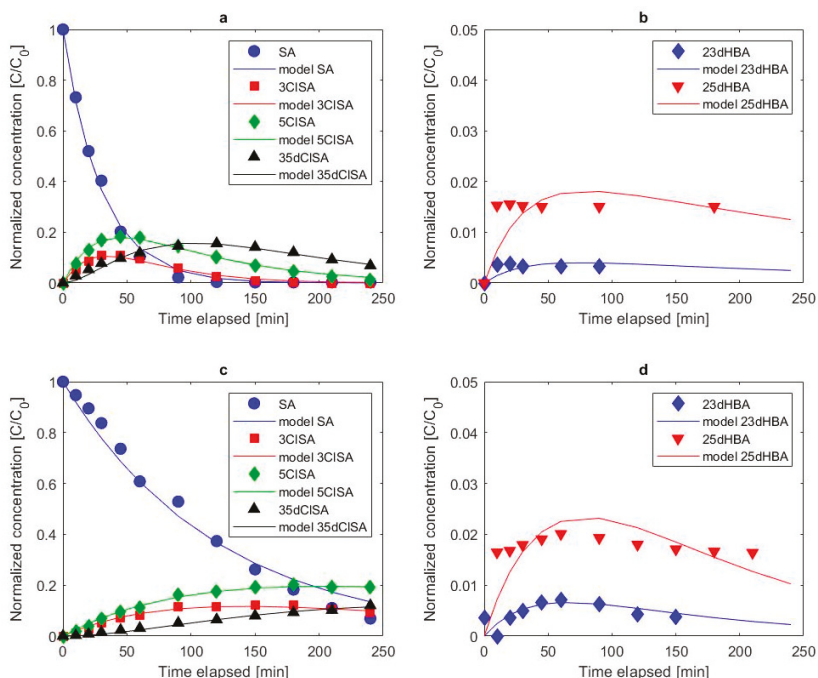 a
Normalized concentration [C/C0]
1
0.8
0.6
0.4
0.2
0
0 50 100 150 200 250
Time elapsed [min]
SA
model SA
3ClSA
model 3ClSA
5ClSA
model 5ClSA
35dClSA
model 35dClSA
b
Normalized concentration [C/C0]
0.05
0.04
0.03
0.02
0.01
0
0 50 100 150 200 250
Time elapsed [min]
23dHBA
model 23dHBA
25dHBA
model 25dHBA
c
Normalized concentration [C/C0]
1
0.8
0.6
0.4
0.2
0
0 50 100 150 200 250
Time elapsed [min]
SA
model SA
3ClSA
model 3ClSA
5ClSA
model 5ClSA
35dClSA
model 35dClSA
d
Normalized concentration [C/C0]
0.05
0.04
0.03
0.02
0.01
0
0 50 100 150 200 250
Time elapsed [min]
23dHBA
model 23dHBA
25dHBA
model 25dHBA